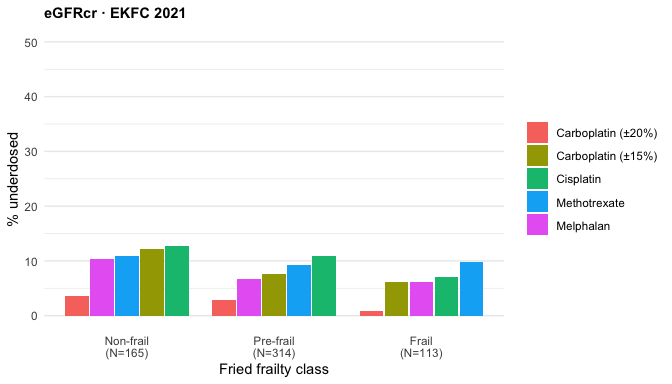 eGFRcr · EKFC 2021
% underdosed
50
40
30
20
10
0
Non-frail
(N=165)
Pre-frail
(N=314)
Frail
(N=113)
Fried frailty class
Carboplatin (±20%)
Carboplatin (±15%)
Cisplatin
Methotrexate
Melphalan